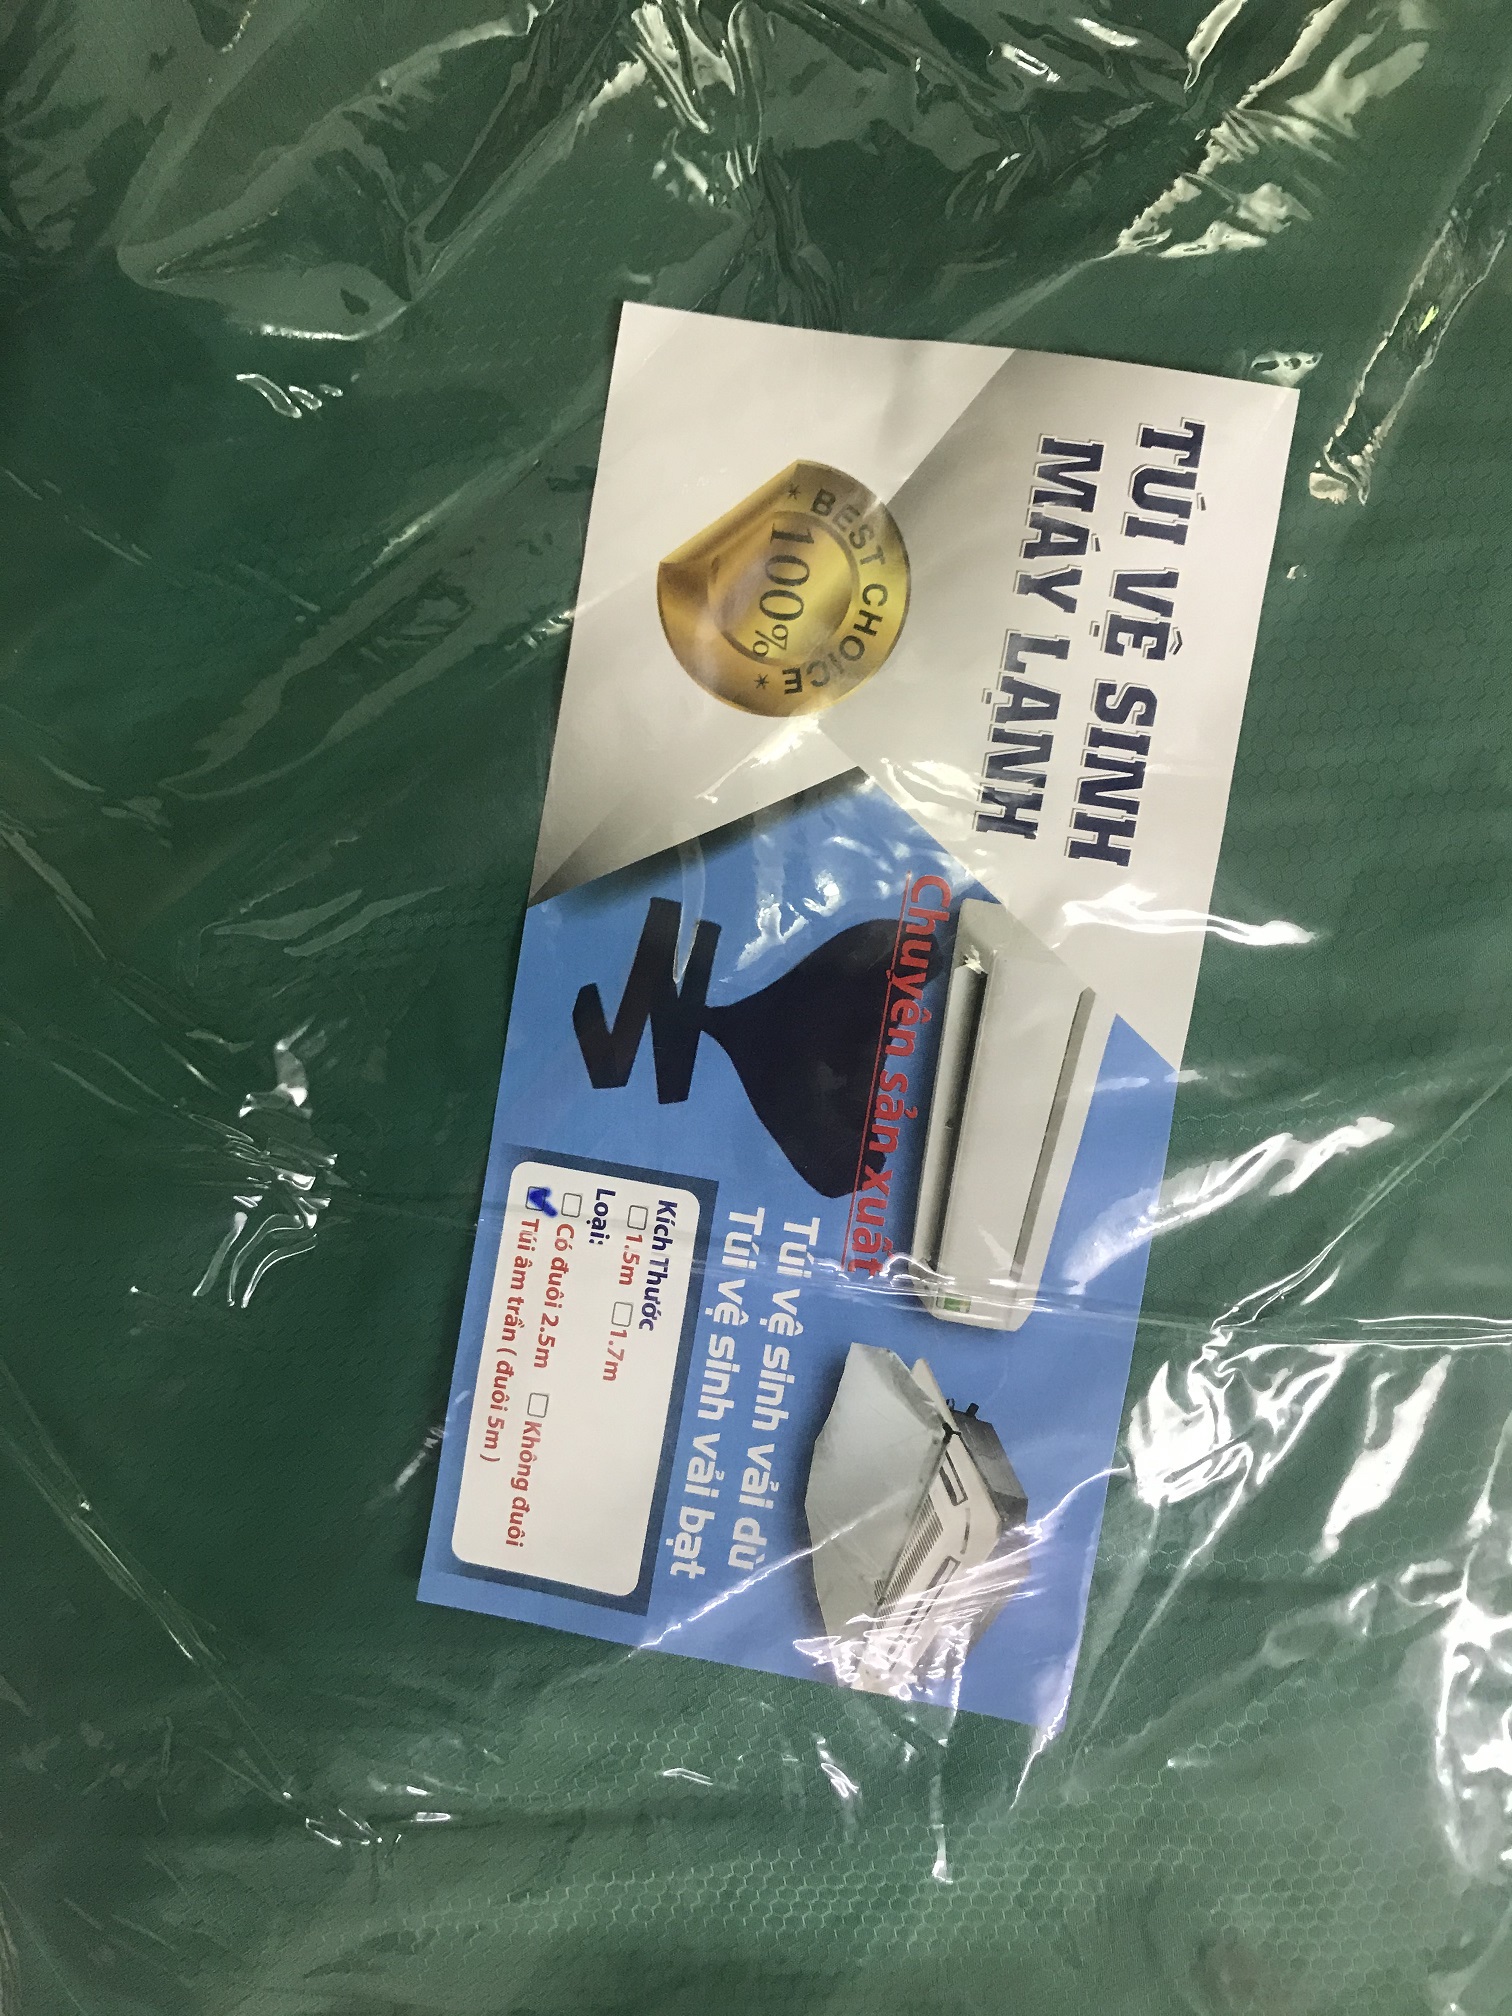 TÚI VỆ SINH
MÁY LẠNH
* BEST CHOICE *
100%
Chuyên sản xuất
Túi vệ sinh vải dù
Túi vệ sinh vải bạt
Kích Thước
1.5m 1.7m
Loại:
Có đuôi 2.5m Không đuôi
Túi âm trần ( đuôi 5m )